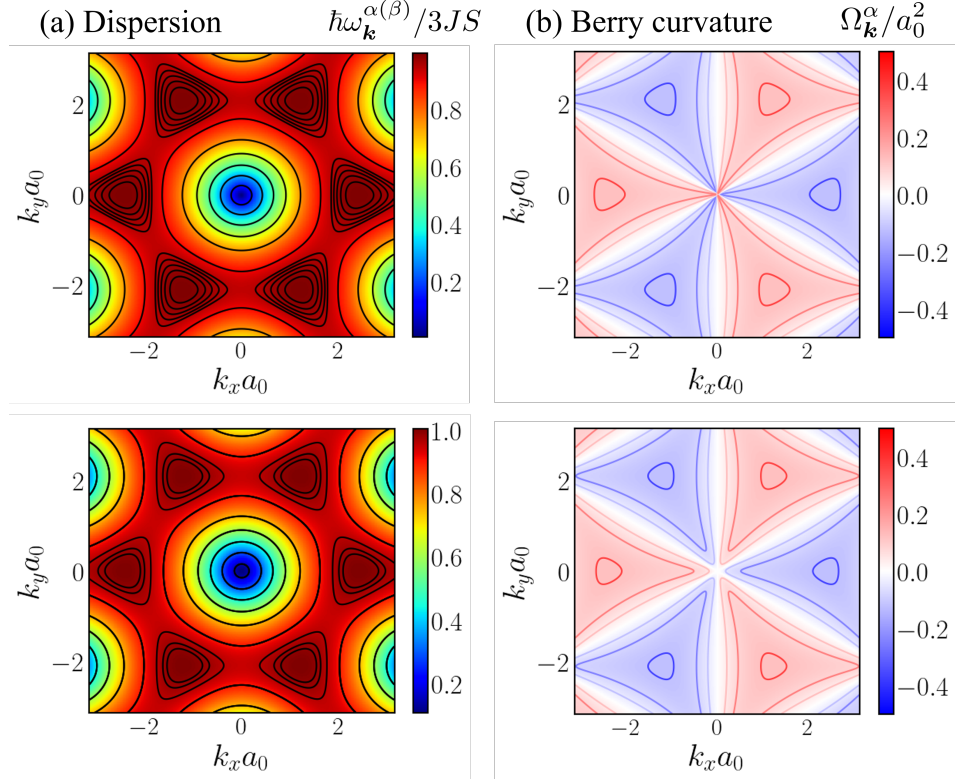 (a) Dispersion ħω_𝒌^{α(β)}/3JS (b) Berry curvature Ω_𝒌^α/a_0^2
k_y a_0
2
0
−2
−2 0 2
k_x a_0
0.8
0.6
0.4
0.2
k_y a_0
2
0
−2
−2 0 2
k_x a_0
0.4
0.2
0.0
−0.2
−0.4
k_y a_0
2
0
−2
−2 0 2
k_x a_0
1.0
0.8
0.6
0.4
0.2
k_y a_0
2
0
−2
−2 0 2
k_x a_0
0.4
0.2
0.0
−0.2
−0.4